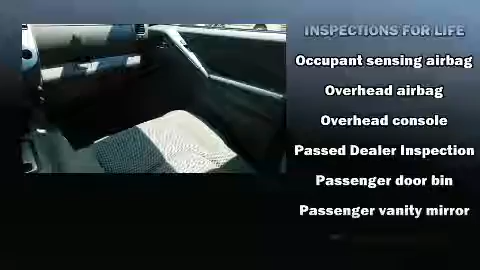 INSPECTIONS FOR LIFE
Occupant sensing airbag
Overhead airbag
Overhead console
Passed Dealer Inspection
Passenger door bin
Passenger vanity mirror